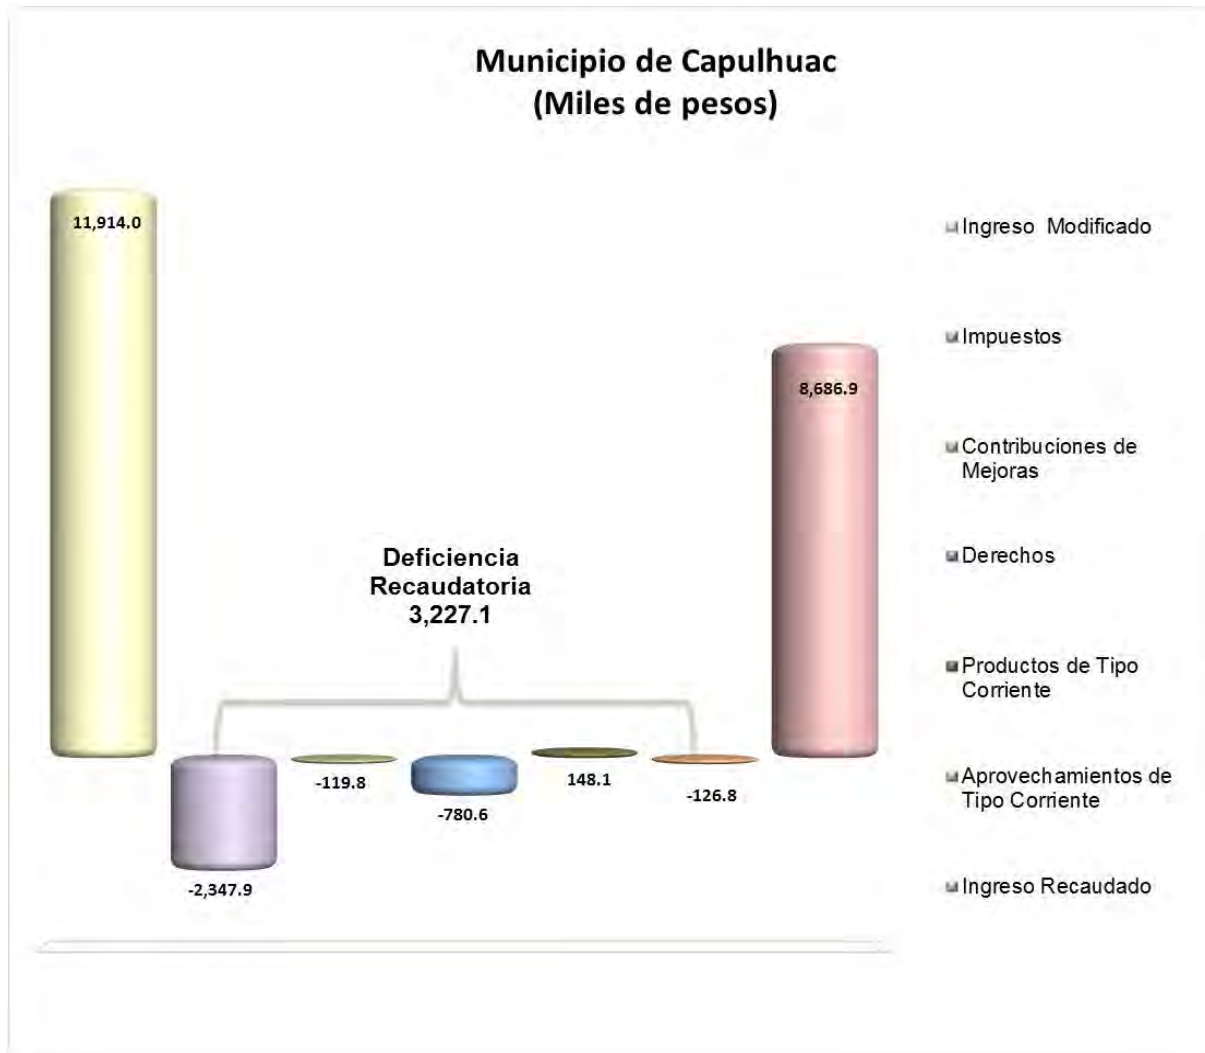 Municipio de Capulhuac
(Miles de pesos)
11,914.0
8,686.9
Deficiencia
Recaudatoria
3,227.1
-2,347.9
-119.8
-780.6
148.1
-126.8
Ingreso Modificado
Impuestos
Contribuciones de
Mejoras
Derechos
Productos de Tipo
Corriente
Aprovechamientos de
Tipo Corriente
Ingreso Recaudado